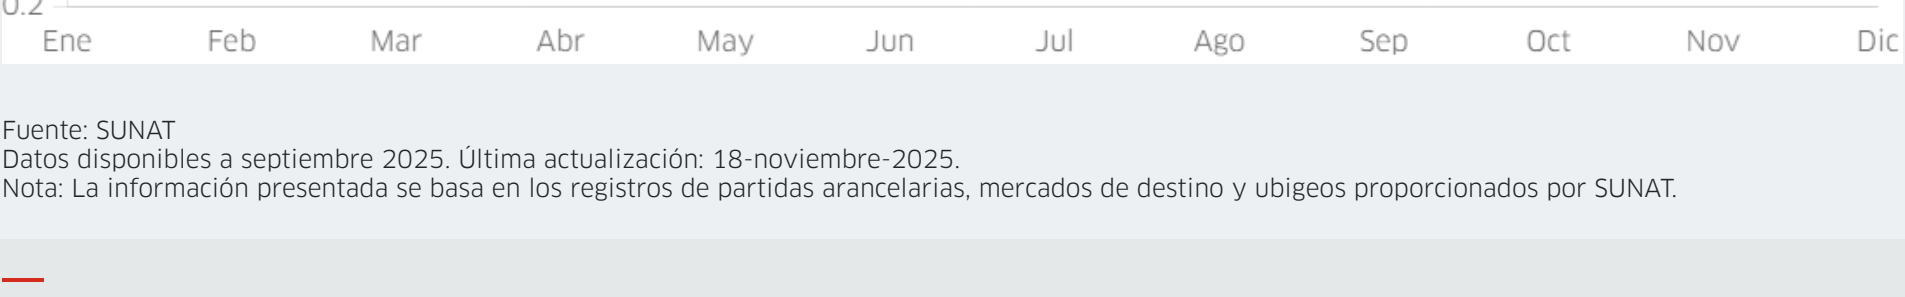 0.2
Ene Feb Mar Abr May Jun Jul Ago Sep Oct Nov Dic
Fuente: SUNAT
Datos disponibles a septiembre 2025. Última actualización: 18-noviembre-2025.
Nota: La información presentada se basa en los registros de partidas arancelarias, mercados de destino y ubigeos proporcionados por SUNAT.